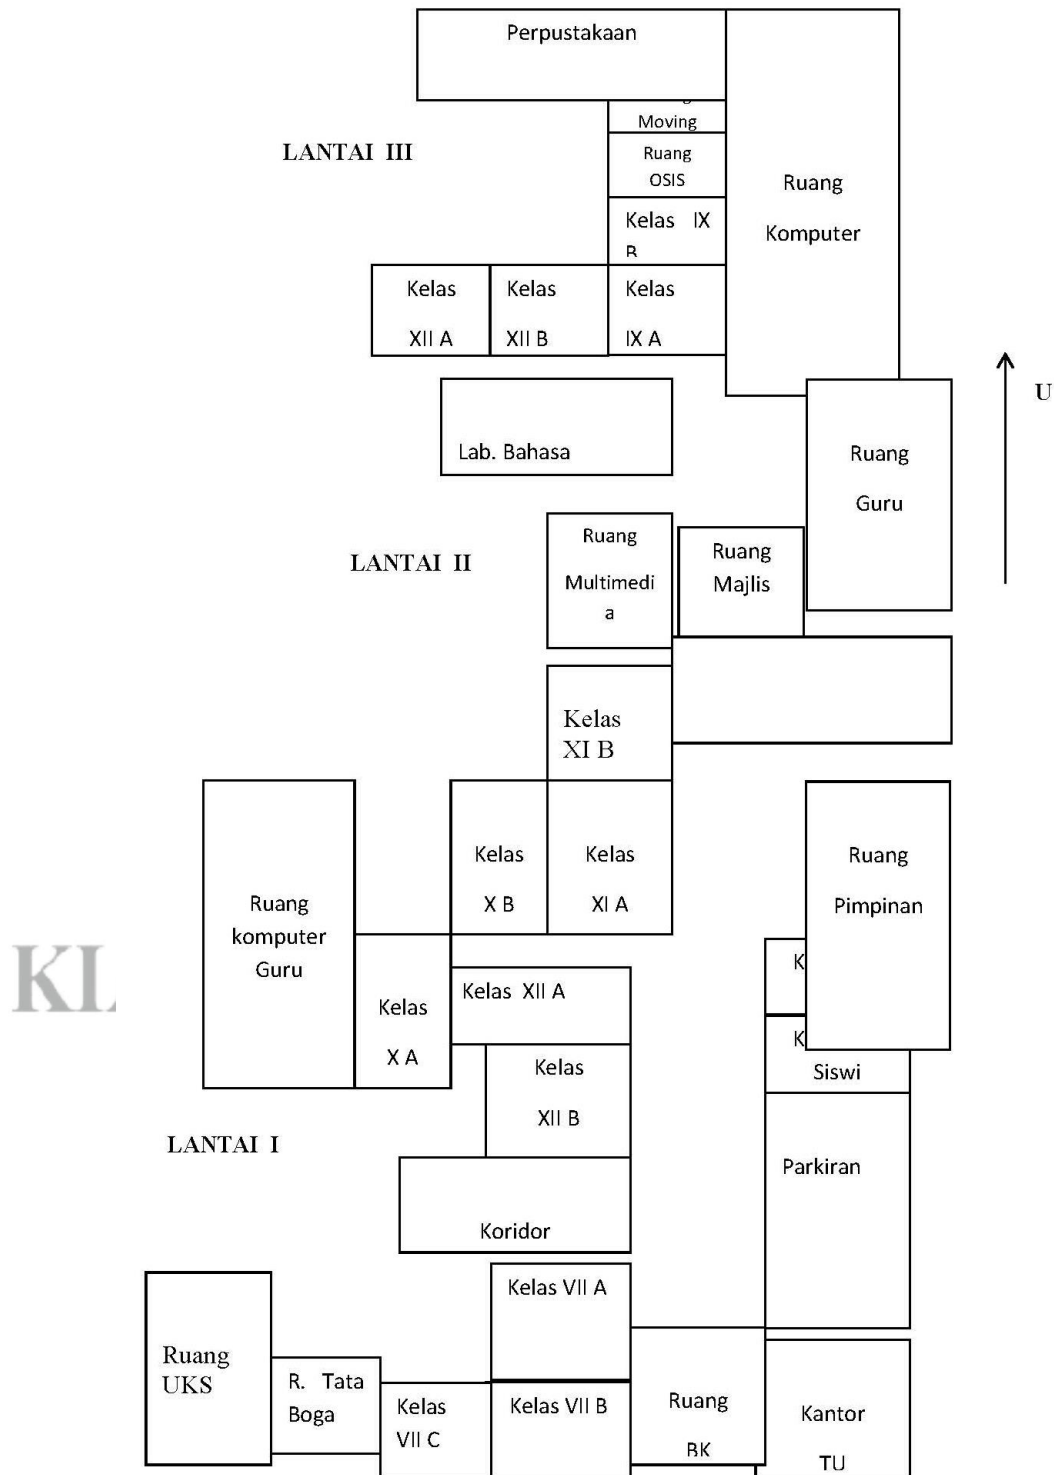 Perpustakaan
Moving
LANTAI III
Ruang
OSIS
Ruang
Komputer
Kelas IX
B
Kelas
XII A
Kelas
XII B
Kelas
IX A
U
Lab. Bahasa
Ruang
Guru
LANTAI II
Ruang
Multimedi
a
Ruang
Majlis
Kelas
XI B
Kelas
X B
Kelas
XI A
Ruang
Pimpinan
Ruang
komputer
Guru
K
KL
Kelas XII A
Kelas
X A
K
Siswi
Kelas
XII B
LANTAI I
Parkiran
Koridor
Kelas VII A
Ruang
UKS
R. Tata
Boga
Kelas
VII C
Kelas VII B
Ruang
BK
Kantor
TU